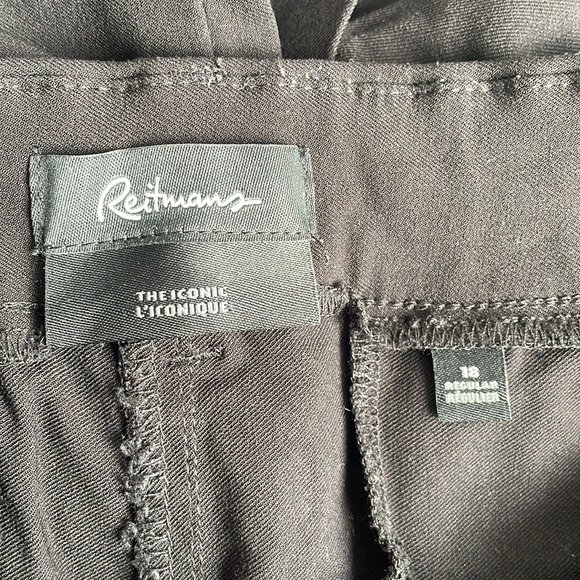 Reitmans
THE ICONIC
L'ICONIQUE
18
REGULAR
RÉGULIER